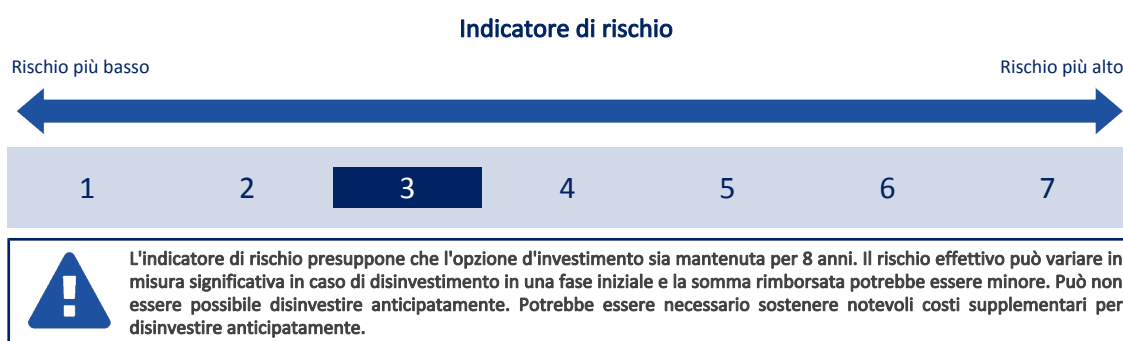 Indicatore di rischio
Rischio più basso
Rischio più alto
1 2 3 4 5 6 7
L'indicatore di rischio presuppone che l'opzione d'investimento sia mantenuta per 8 anni. Il rischio effettivo può variare in
misura significativa in caso di disinvestimento in una fase iniziale e la somma rimborsata potrebbe essere minore. Può non
essere possibile disinvestire anticipatamente. Potrebbe essere necessario sostenere notevoli costi supplementari per
disinvestire anticipatamente.